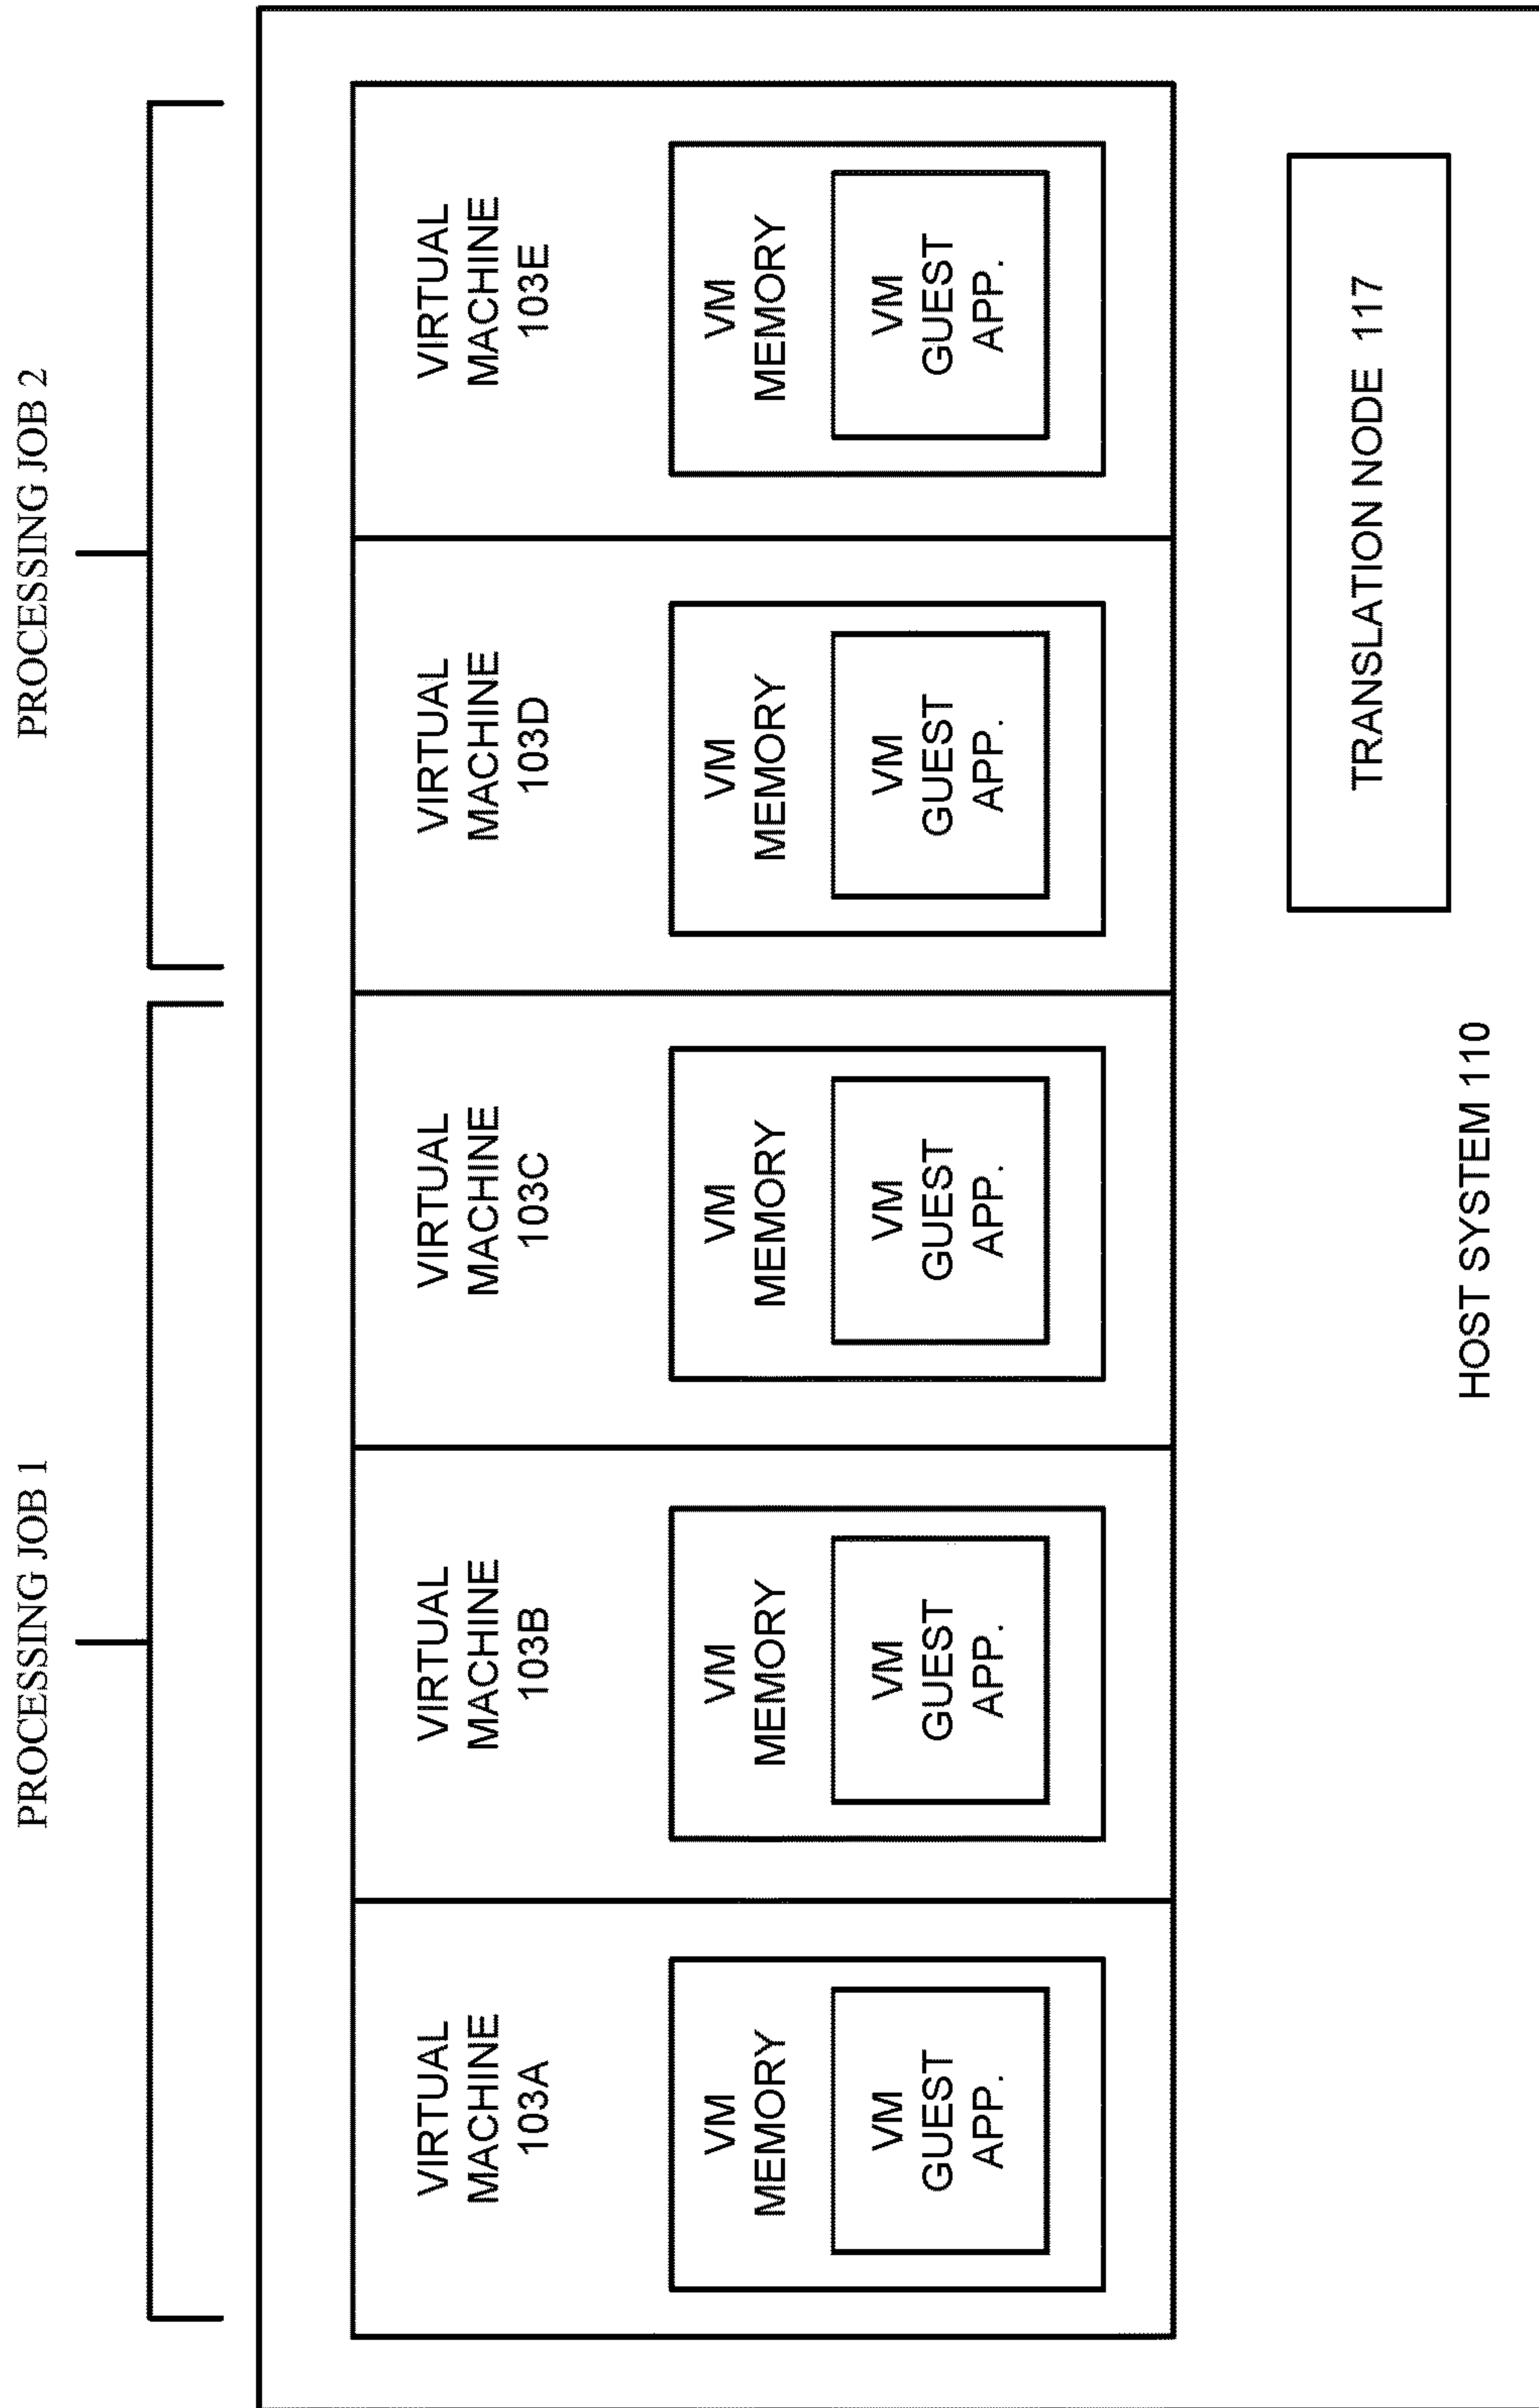 PROCESSING JOB 1
PROCESSING JOB 2
VIRTUAL
MACHINE
103A
VM
MEMORY
VM
GUEST
APP.
VIRTUAL
MACHINE
103B
VM
MEMORY
VM
GUEST
APP.
VIRTUAL
MACHINE
103C
VM
MEMORY
VM
GUEST
APP.
VIRTUAL
MACHINE
103D
VM
MEMORY
VM
GUEST
APP.
VIRTUAL
MACHINE
103E
VM
MEMORY
VM
GUEST
APP.
TRANSLATION NODE 117
HOST SYSTEM 110